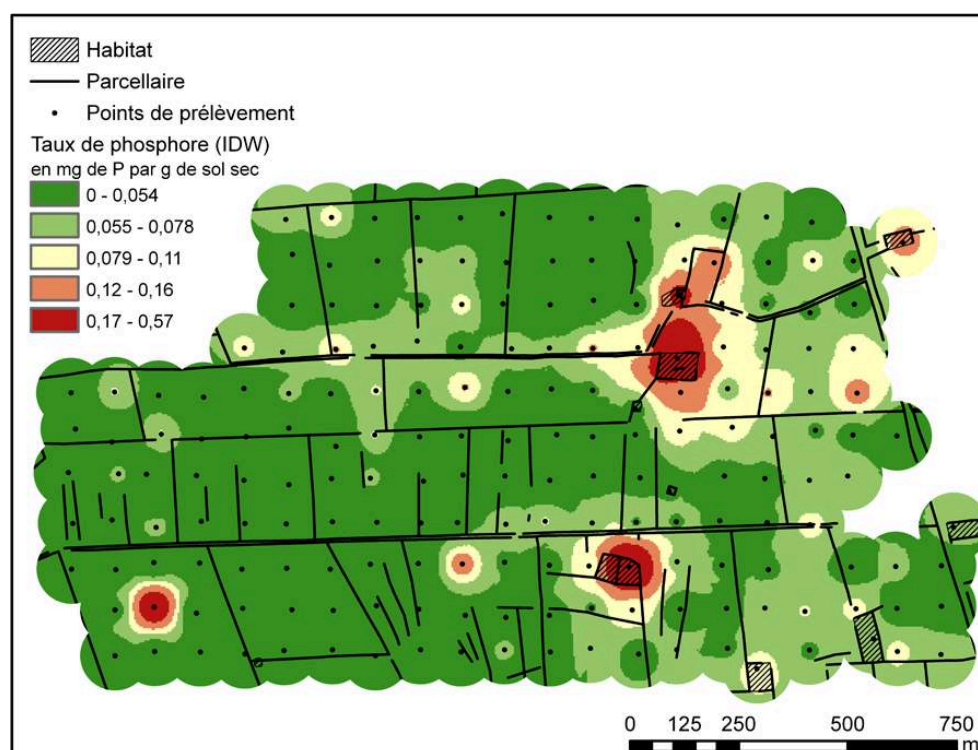 Habitat
Parcellaire
Points de prélèvement
Taux de phosphore (IDW)
en mg de P par g de sol sec
0 - 0,054
0,055 - 0,078
0,079 - 0,11
0,12 - 0,16
0,17 - 0,57
0 125 250 500 750
m